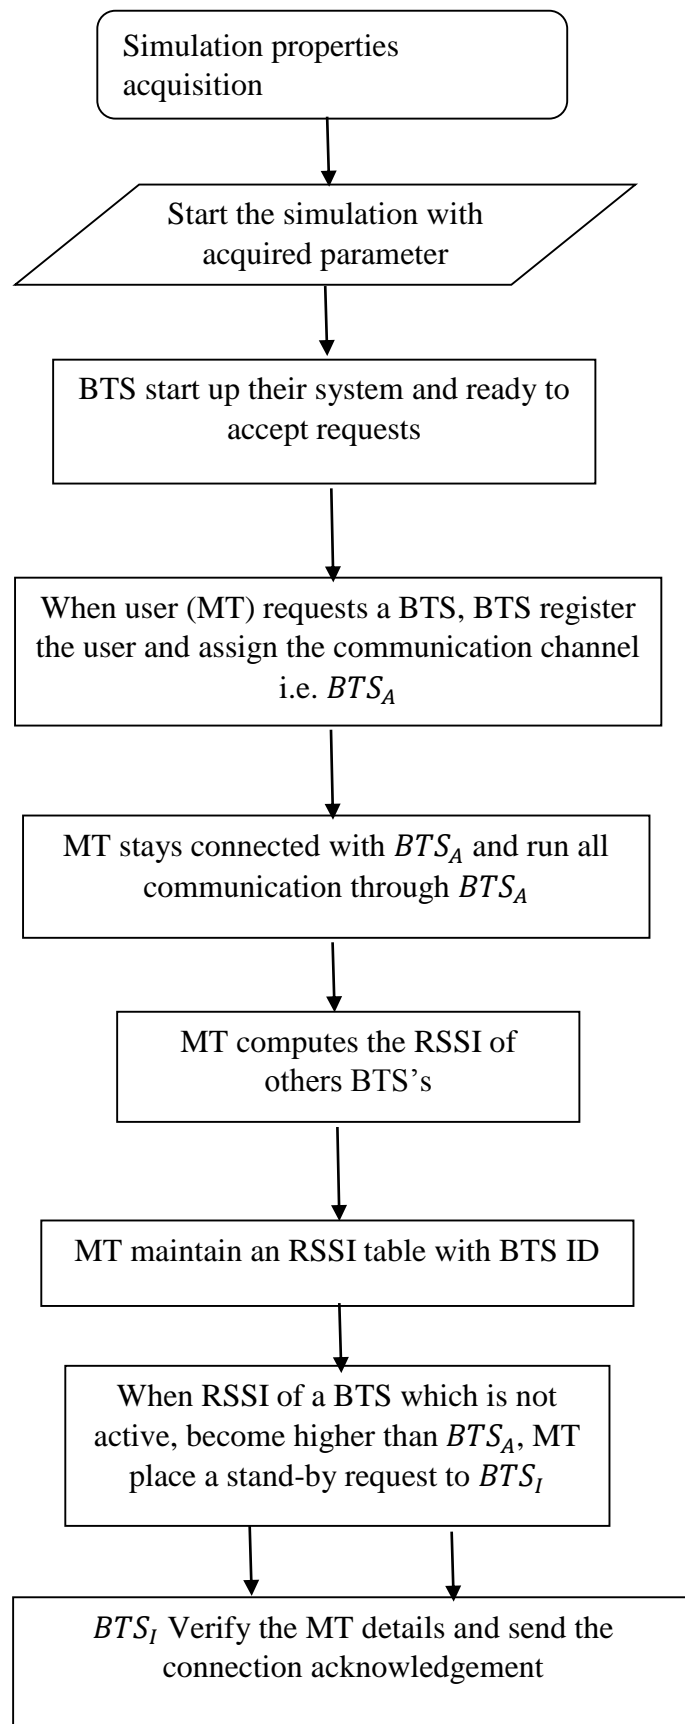 Simulation properties
acquisition
Start the simulation with
acquired parameter
BTS start up their system and ready to
accept requests
When user (MT) requests a BTS, BTS register
the user and assign the communication channel
i.e. BTS_A
MT stays connected with BTS_A and run all
communication through BTS_A
MT computes the RSSI of
others BTS’s
MT maintain an RSSI table with BTS ID
When RSSI of a BTS which is not
active, become higher than BTS_A, MT
place a stand-by request to BTS_I
BTS_I Verify the MT details and send the
connection acknowledgement